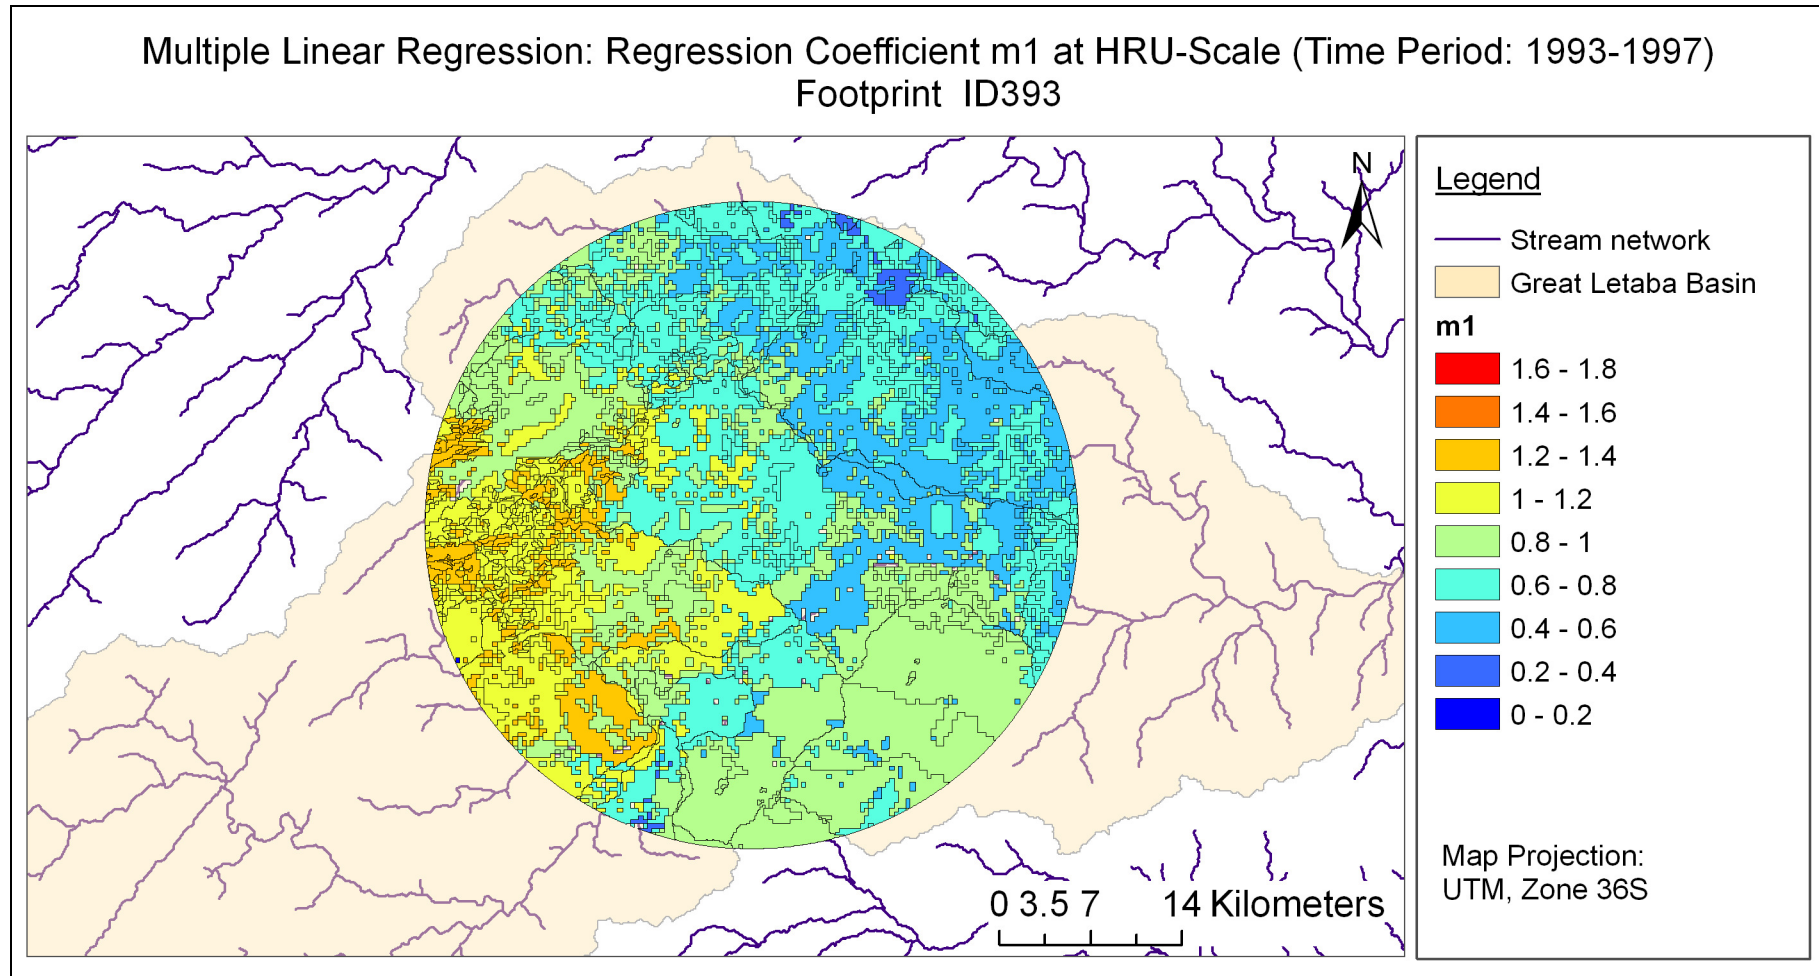 Multiple Linear Regression: Regression Coefficient m1 at HRU-Scale (Time Period: 1993-1997)
Footprint ID393
N
Legend
Stream network
Great Letaba Basin
m1
1.6 - 1.8
1.4 - 1.6
1.2 - 1.4
1 - 1.2
0.8 - 1
0.6 - 0.8
0.4 - 0.6
0.2 - 0.4
0 - 0.2
Map Projection:
UTM, Zone 36S
0 3.5 7 14 Kilometers